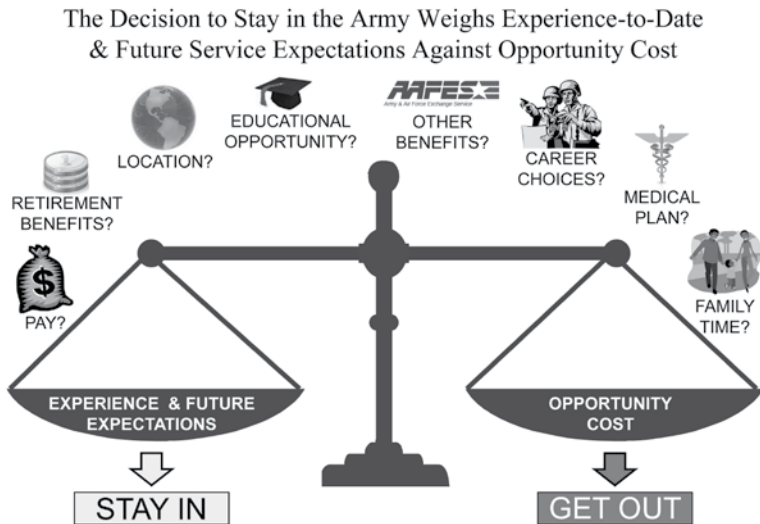 The Decision to Stay in the Army Weighs Experience-to-Date
& Future Service Expectations Against Opportunity Cost
PAY?
RETIREMENT
BENEFITS?
LOCATION?
EDUCATIONAL
OPPORTUNITY?
AAFES
Army & Air Force Exchange Service
OTHER
BENEFITS?
CAREER
CHOICES?
MEDICAL
PLAN?
FAMILY
TIME?
$
EXPERIENCE & FUTURE
EXPECTATIONS
OPPORTUNITY
COST
STAY IN
GET OUT